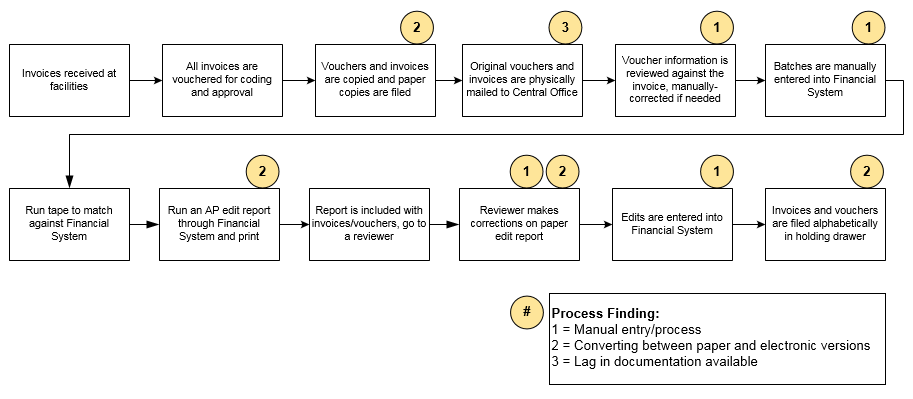 2
3
1
1
Invoices received at
facilities
All invoices are
vouchered for coding
and approval
Vouchers and invoices
are copied and paper
copies are filed
Original vouchers and
invoices are physically
mailed to Central Office
Voucher information is
reviewed against the
invoice, manually-
corrected if needed
Batches are manually
entered into Financial
System
2
1
2
1
2
Run tape to match
against Financial
System
Run an AP edit report
through Financial
System and print
Report is included with
invoices/vouchers, go to
a reviewer
Reviewer makes
corrections on paper
edit report
Edits are entered into
Financial System
Invoices and vouchers
are filed alphabetically
in holding drawer
#
Process Finding:
1 = Manual entry/process
2 = Converting between paper and electronic versions
3 = Lag in documentation available